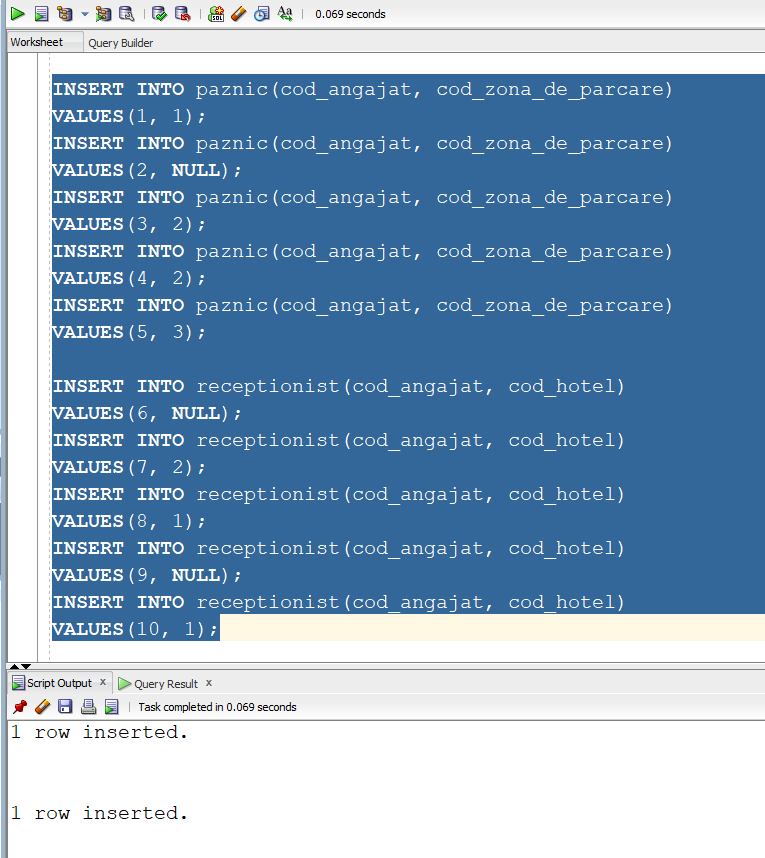 0.069 seconds
Worksheet Query Builder
INSERT INTO paznic(cod_angajat, cod_zona_de_parcare)
VALUES(1, 1);
INSERT INTO paznic(cod_angajat, cod_zona_de_parcare)
VALUES(2, NULL);
INSERT INTO paznic(cod_angajat, cod_zona_de_parcare)
VALUES(3, 2);
INSERT INTO paznic(cod_angajat, cod_zona_de_parcare)
VALUES(4, 2);
INSERT INTO paznic(cod_angajat, cod_zona_de_parcare)
VALUES(5, 3);
INSERT INTO receptionist(cod_angajat, cod_hotel)
VALUES(6, NULL);
INSERT INTO receptionist(cod_angajat, cod_hotel)
VALUES(7, 2);
INSERT INTO receptionist(cod_angajat, cod_hotel)
VALUES(8, 1);
INSERT INTO receptionist(cod_angajat, cod_hotel)
VALUES(9, NULL);
INSERT INTO receptionist(cod_angajat, cod_hotel)
VALUES(10, 1);
Script Output x Query Result x
Task completed in 0.069 seconds
1 row inserted.
1 row inserted.